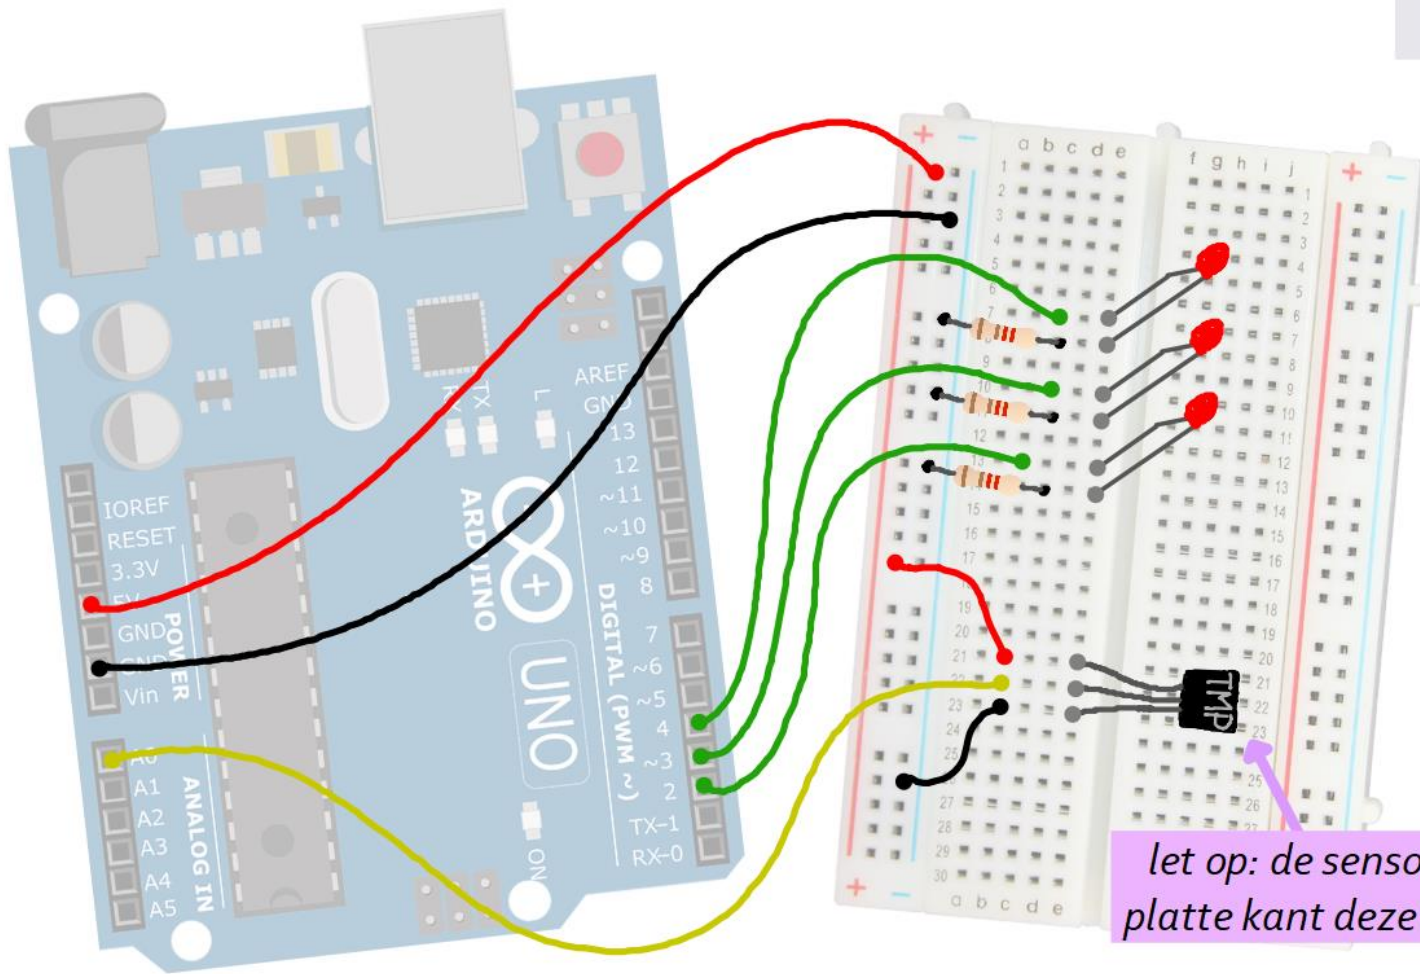 IOREF
RESET
3.3V
5V
GND
GND
Vin
POWER
A0
A1
A2
A3
A4
A5
ANALOG IN
AREF
GND
13
12
~11
~10
~9
8
7
~6
~5
4
~3
2
TX→1
RX←0
DIGITAL (PWM ~)
TX
RX
L
ON
ARDUINO
UNO
+ −
a b c d e
f g h i j
+ −
TMP
+ −
a b c d e
let op: de senso
platte kant deze